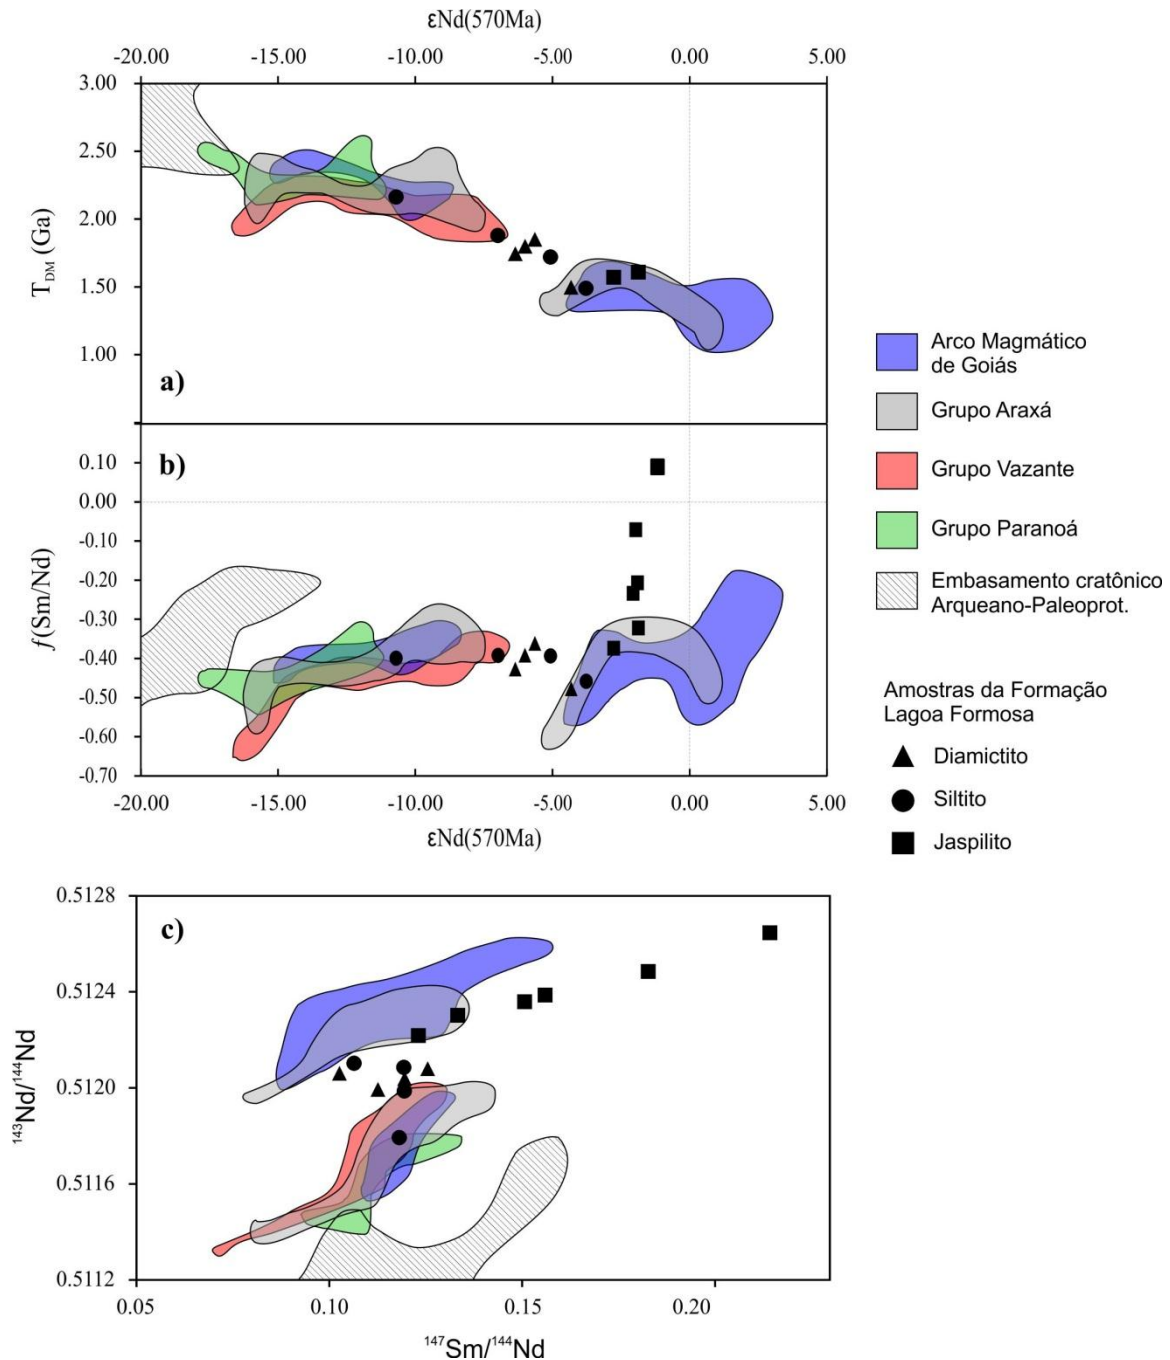 εNd(570Ma)
-20.00 -15.00 -10.00 -5.00 0.00 5.00
3.00
2.50
2.00
1.50
1.00
T_DM (Ga)
a)
b)
0.10
0.00
-0.10
-0.20
-0.30
-0.40
-0.50
-0.60
-0.70
f(Sm/Nd)
-20.00 -15.00 -10.00 -5.00 0.00 5.00
εNd(570Ma)
Arco Magmático
de Goiás
Grupo Araxá
Grupo Vazante
Grupo Paranoá
Embasamento cratônico
Arqueano-Paleoprot.
Amostras da Formação
Lagoa Formosa
Diamictito
Siltito
Jaspilito
c)
0.5128
0.5124
0.5120
0.5116
0.5112
¹⁴³Nd/¹⁴⁴Nd
0.05 0.10 0.15 0.20
¹⁴⁷Sm/¹⁴⁴Nd